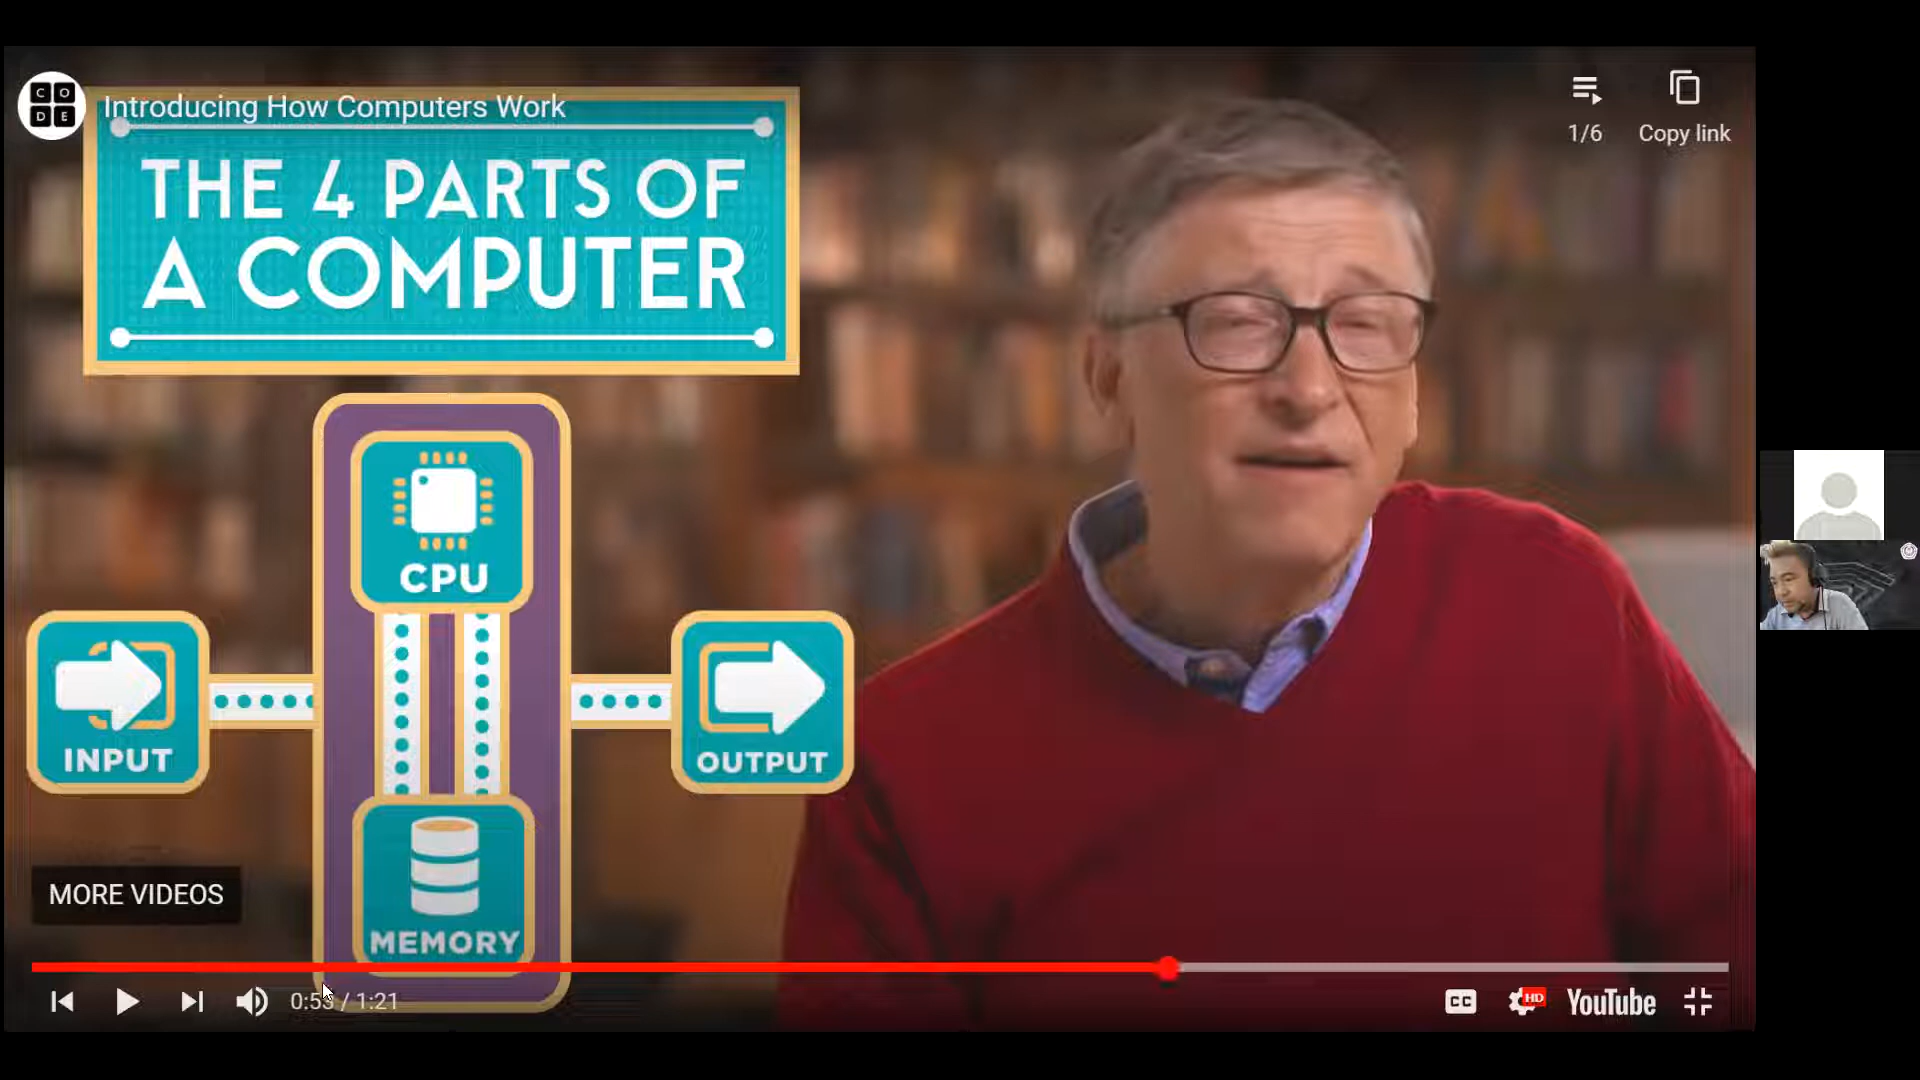 CODE
Introducing How Computers Work
1/6
Copy link
THE 4 PARTS OF
A COMPUTER
CPU
INPUT
OUTPUT
MEMORY
MORE VIDEOS
0:53 / 1:21
CC
HD
YouTube